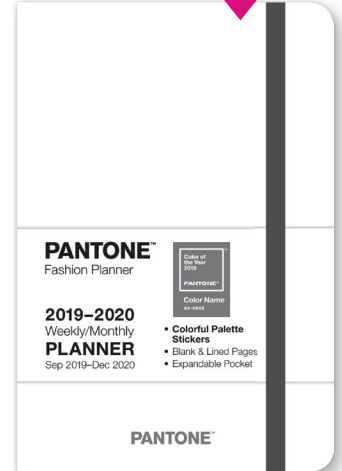 PANTONE™
Fashion Planner
2019–2020
Weekly/Monthly
PLANNER
Sep 2019–Dec 2020
Color of
the Year
2019
PANTONE®
Color Name
xx-xxxx
• Colorful Palette
Stickers
• Blank & Lined Pages
• Expandable Pocket
PANTONE™